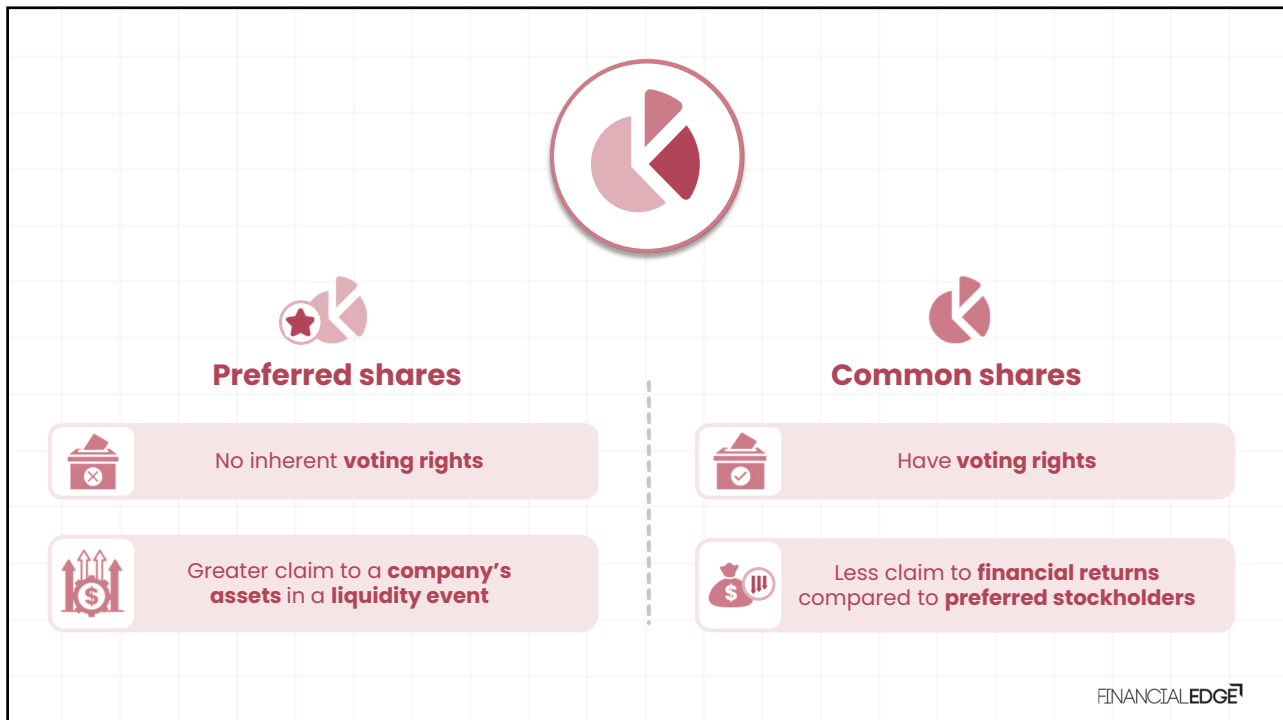 Preferred shares
No inherent voting rights
Greater claim to a company's
assets in a liquidity event
Common shares
Have voting rights
Less claim to financial returns
compared to preferred stockholders
FINANCIALEDGE